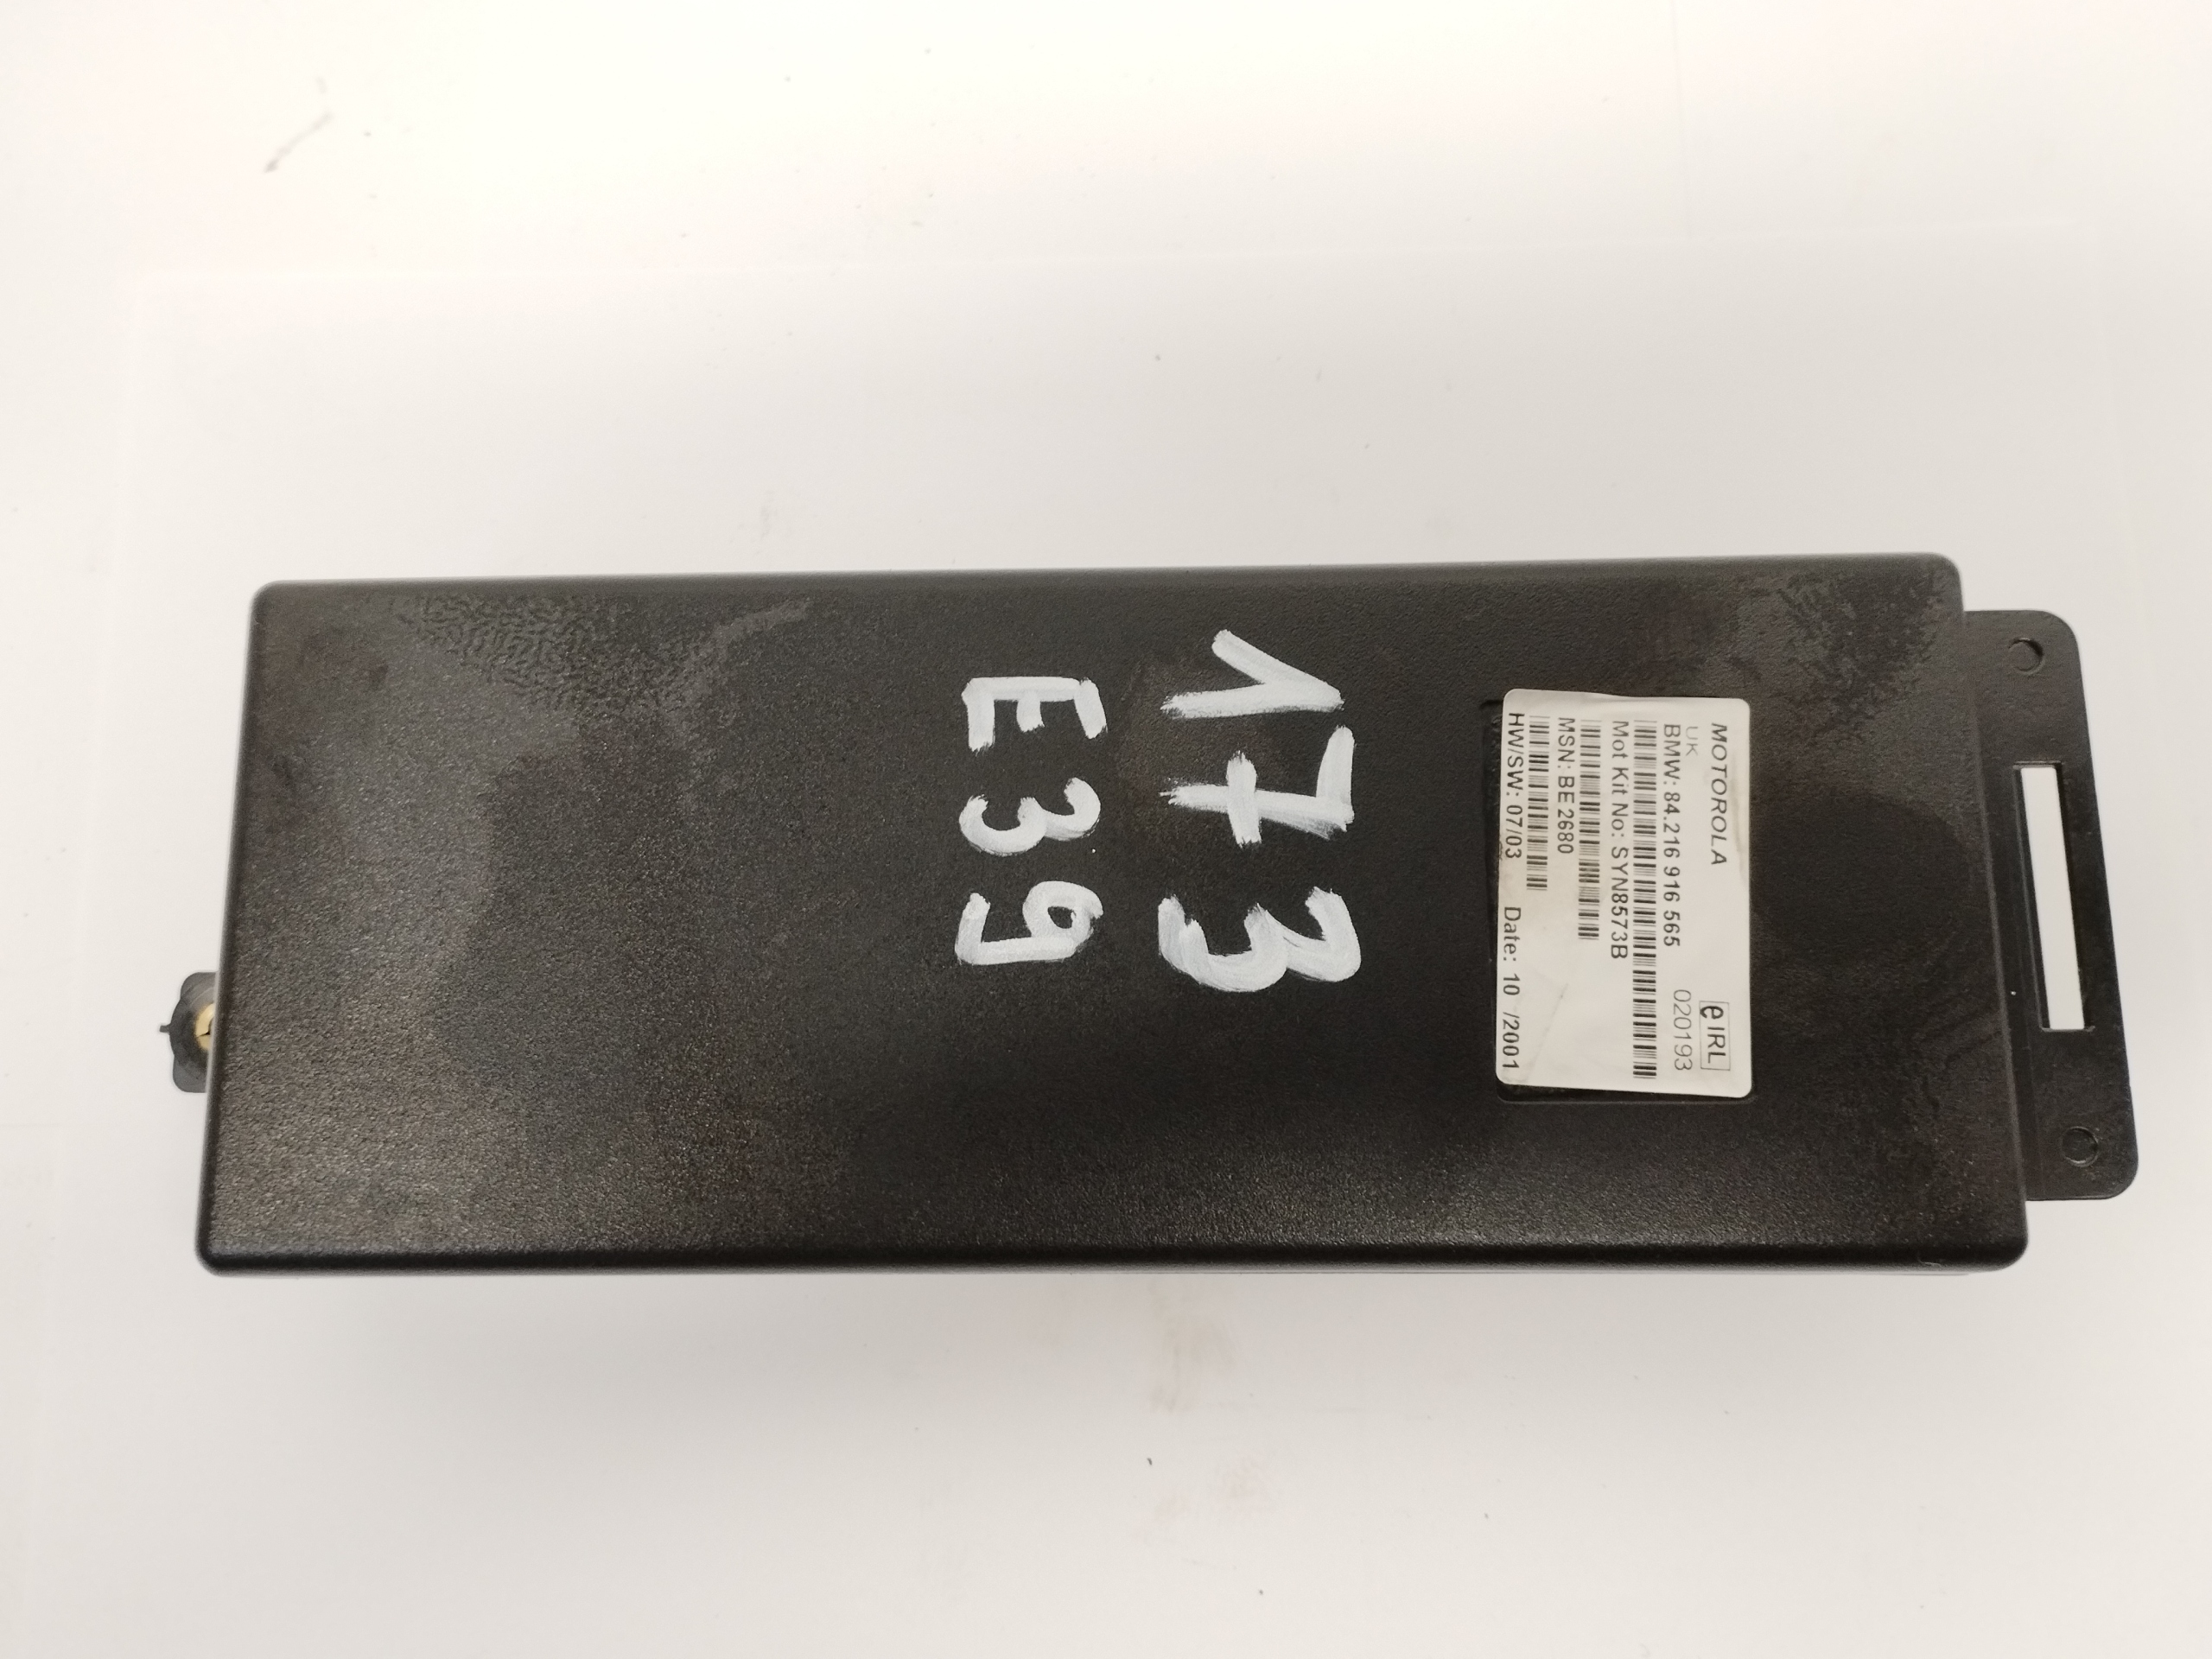 MOTOROLA
e IRL
UK
020193
BMW: 84.216 916 565
Mot Kit No: SYN8573B
MSN: BE2680
HW/SW: 07/03 Date: 10 /2001
173
E39